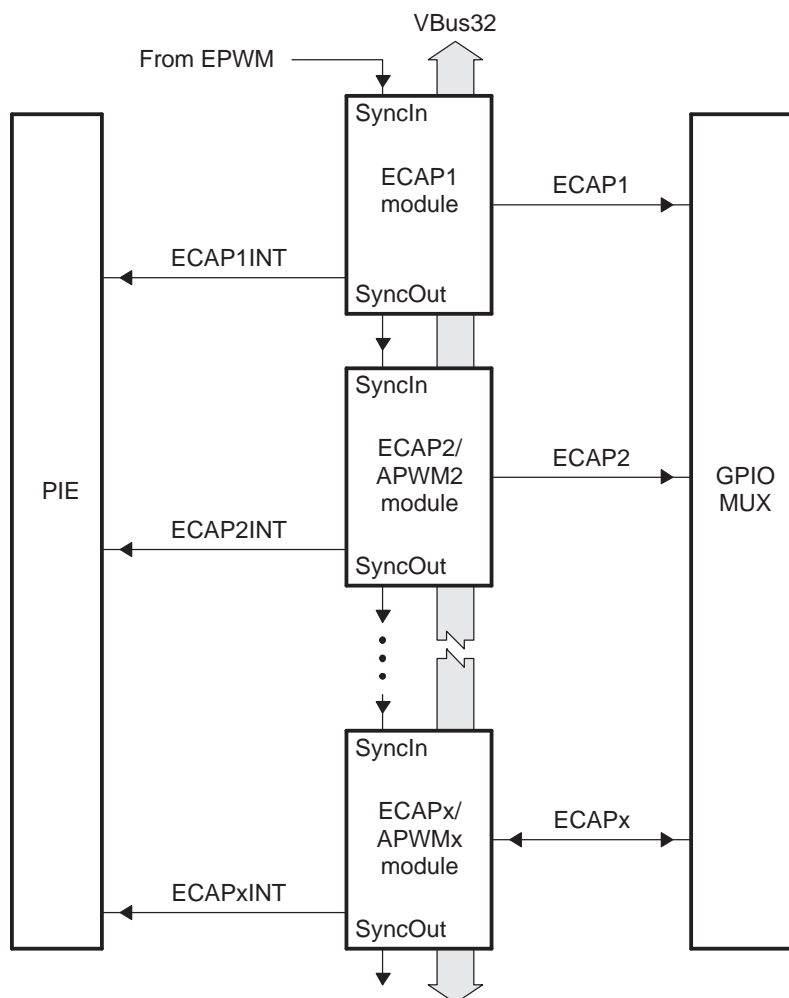 VBus32
From EPWM
SyncIn
ECAP1
module
ECAP1
ECAP1INT
SyncOut
SyncIn
ECAP2/
APWM2
module
ECAP2
PIE
GPIO
MUX
ECAP2INT
SyncOut
SyncIn
ECAPx/
APWMx
module
ECAPx
ECAPxINT
SyncOut